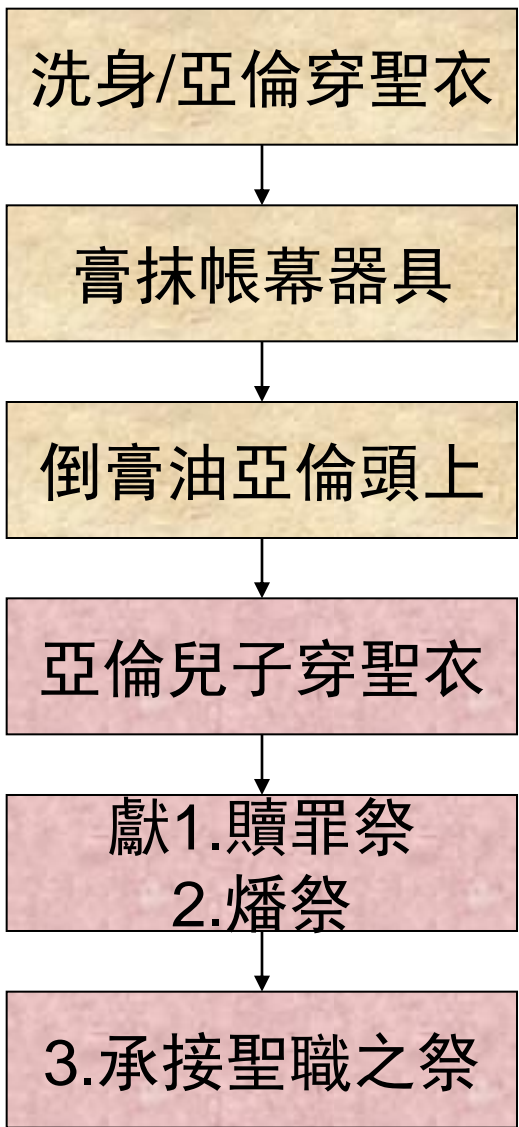 洗身/亞倫穿聖衣
膏抹帳幕器具
倒膏油亞倫頭上
亞倫兒子穿聖衣
獻1.贖罪祭
2.燔祭
3.承接聖職之祭